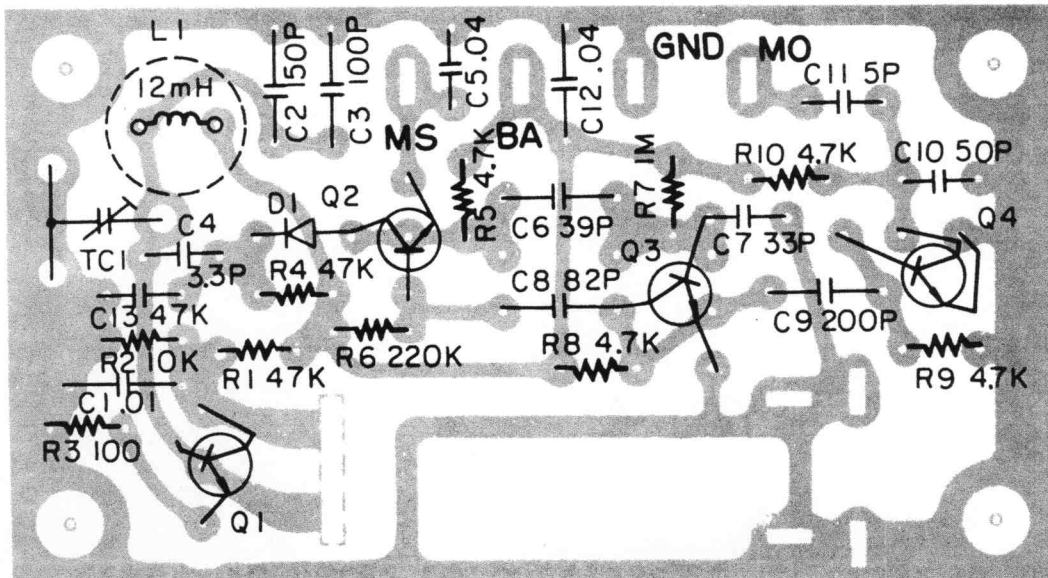 L1
12mH
C2 150P
C3 100P
C5 .04
C12 .04
GND
MO
C11 5P
MS
BA
R5 4.7K
R7 1M
R10 4.7K
C10 50P
TC1
C4
3.3P
D1
Q2
C6 39P
Q3
C7 33P
Q4
R4 47K
C8 82P
C13 47K
R2 10K
R1 47K
R6 220K
R8 4.7K
C9 200P
R9 4.7K
C1 .01
R3 100
Q1